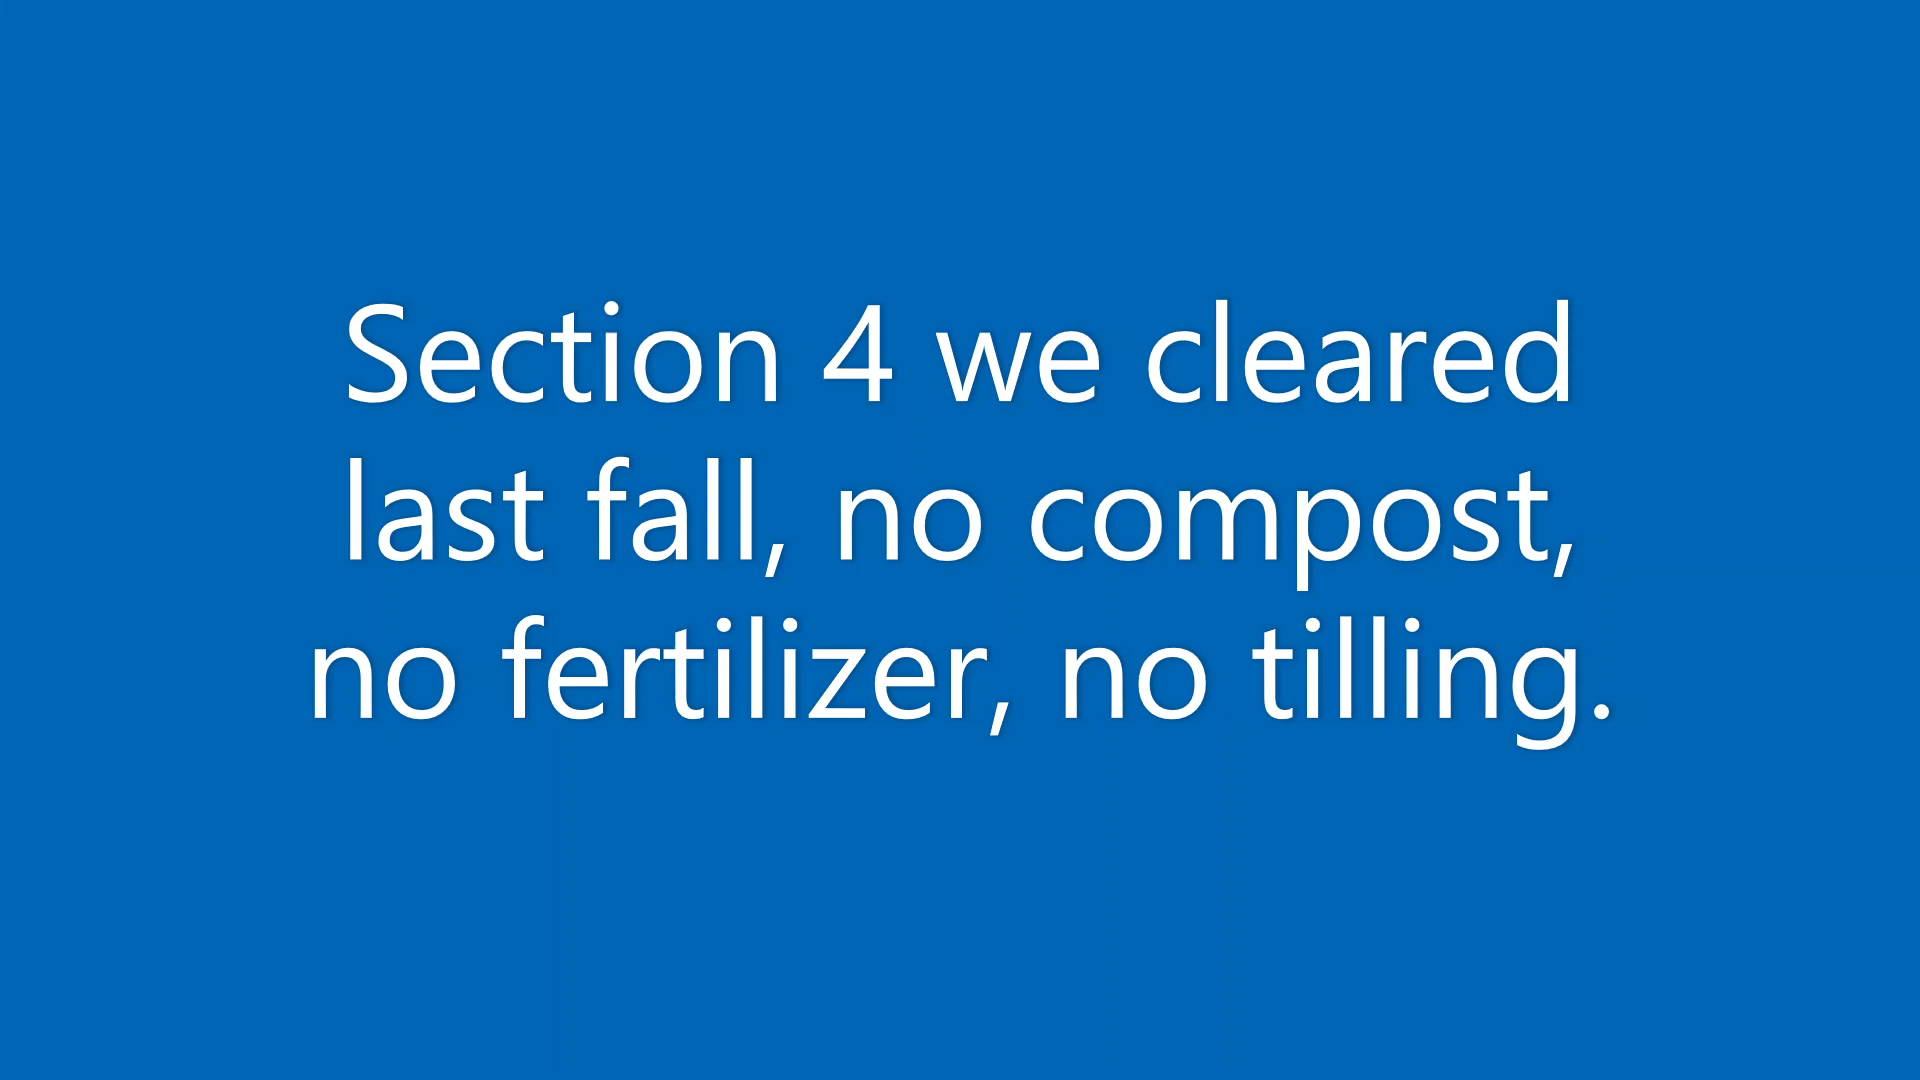 Section 4 we cleared
last fall, no compost,
no fertilizer, no tilling.